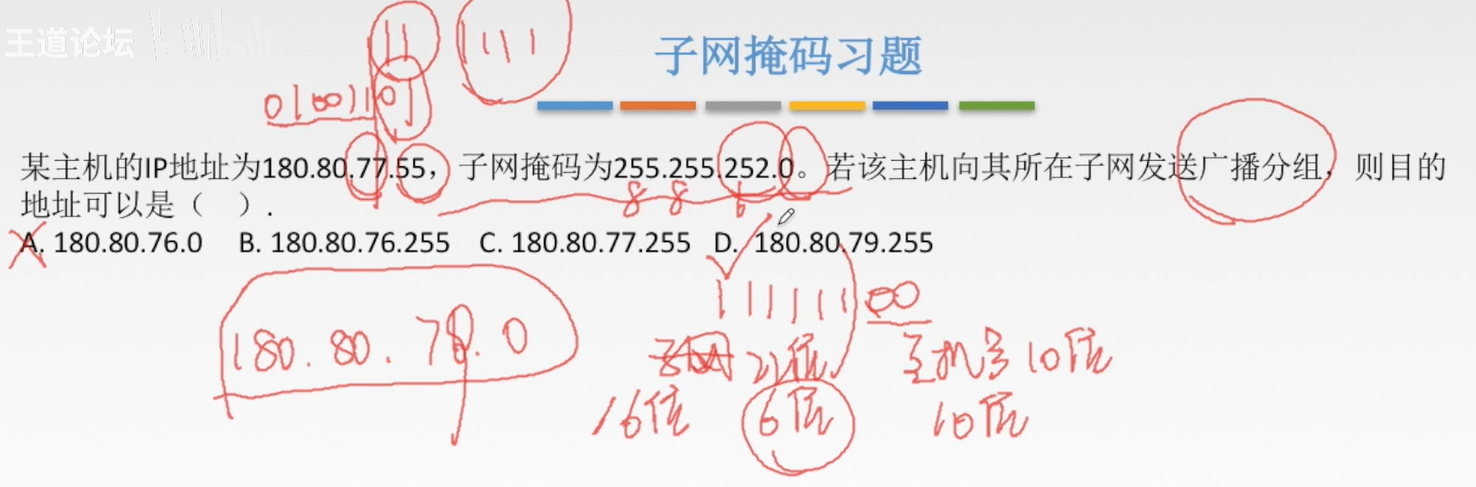 王道论坛
11 111
子网掩码习题
01001101
某主机的IP地址为180.80.77.55，子网掩码为255.255.252.0。若该主机向其所在子网发送广播分组，则目的
地址可以是（ ）.
8 8 6
A. 180.80.76.0 B. 180.80.76.255 C. 180.80.77.255 D. 180.80.79.255
111111 00
180.80.76.0
22位 主机号10位
16位 6位 10位